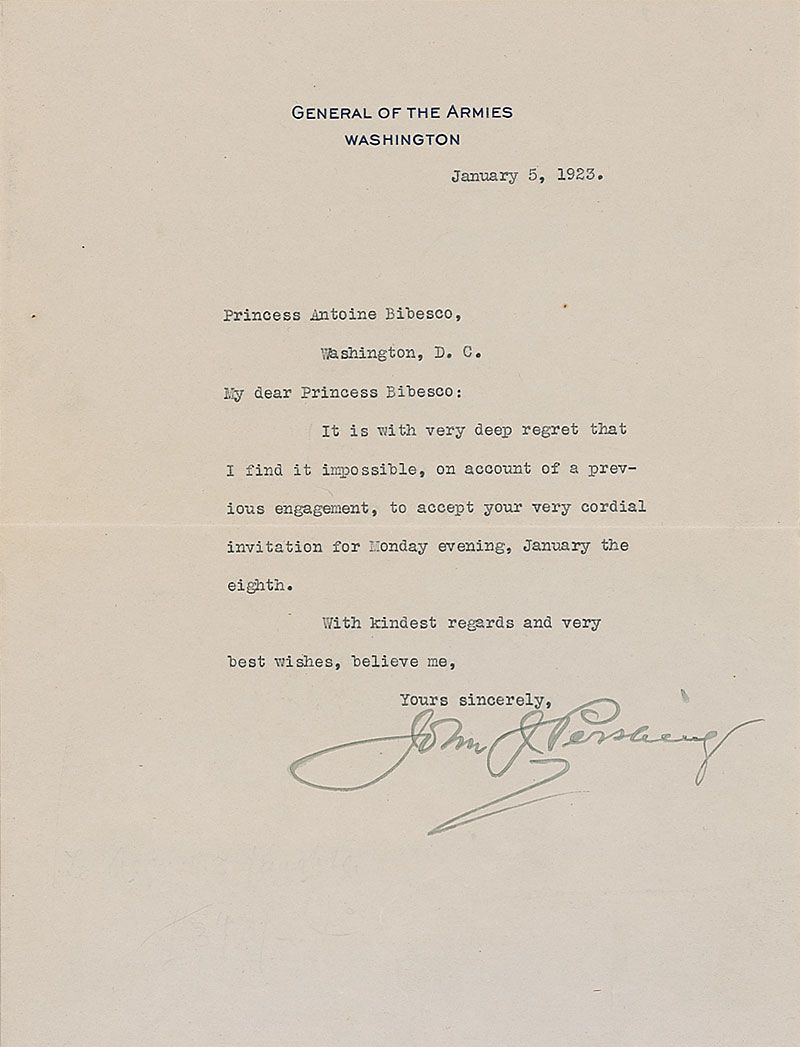 GENERAL OF THE ARMIES
WASHINGTON
January 5, 1923.
Princess Antoine Bibesco,
Washington, D. C.
My dear Princess Bibesco:
It is with very deep regret that
I find it impossible, on account of a prev-
ious engagement, to accept your very cordial
invitation for Monday evening, January the
eighth.
With kindest regards and very
best wishes, believe me,
Yours sincerely,
John J. Pershing